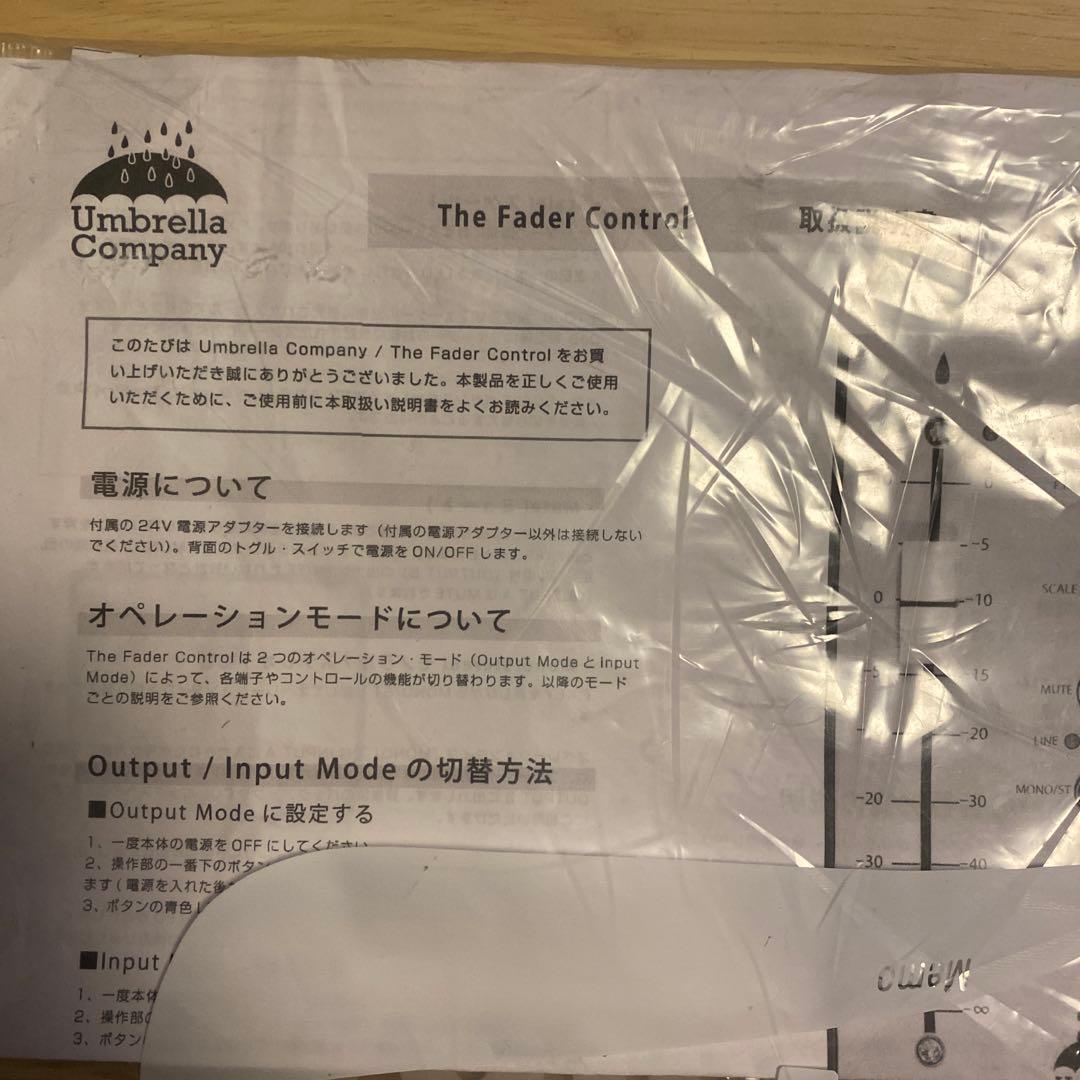 Umbrella
Company
The Fader Control
取扱
このたびは Umbrella Company / The Fader Control をお買
い上げいただき誠にありがとうございました。本製品を正しくご使用
いただくために、ご使用前に本取扱い説明書をよくお読みください。
電源について
付属の 24V 電源アダプターを接続します（付属の電源アダプター以外は接続しない
でください）。背面のトグル・スイッチで電源を ON/OFF します。
オペレーションモードについて
The Fader Control は 2 つのオペレーション・モード（Output Mode と Input
Mode）によって、各端子やコントロールの機能が切り替わります。以降のモード
ごとの説明をご参照ください。
Output / Input Mode の切替方法
■Output Mode に設定する
1、一度本体の電源を OFF にしてください
2、操作部の一番下のボタン
ます ( 電源を入れた後
3、ボタンの青色
■Input
1、一度本体
2、操作部の
3、ボタン
0
-5
0
-10
SCALE
-5
-15
MUTE
-20
LINE
MONO/ST
-20
-30
-30
-40
Memo
-∞